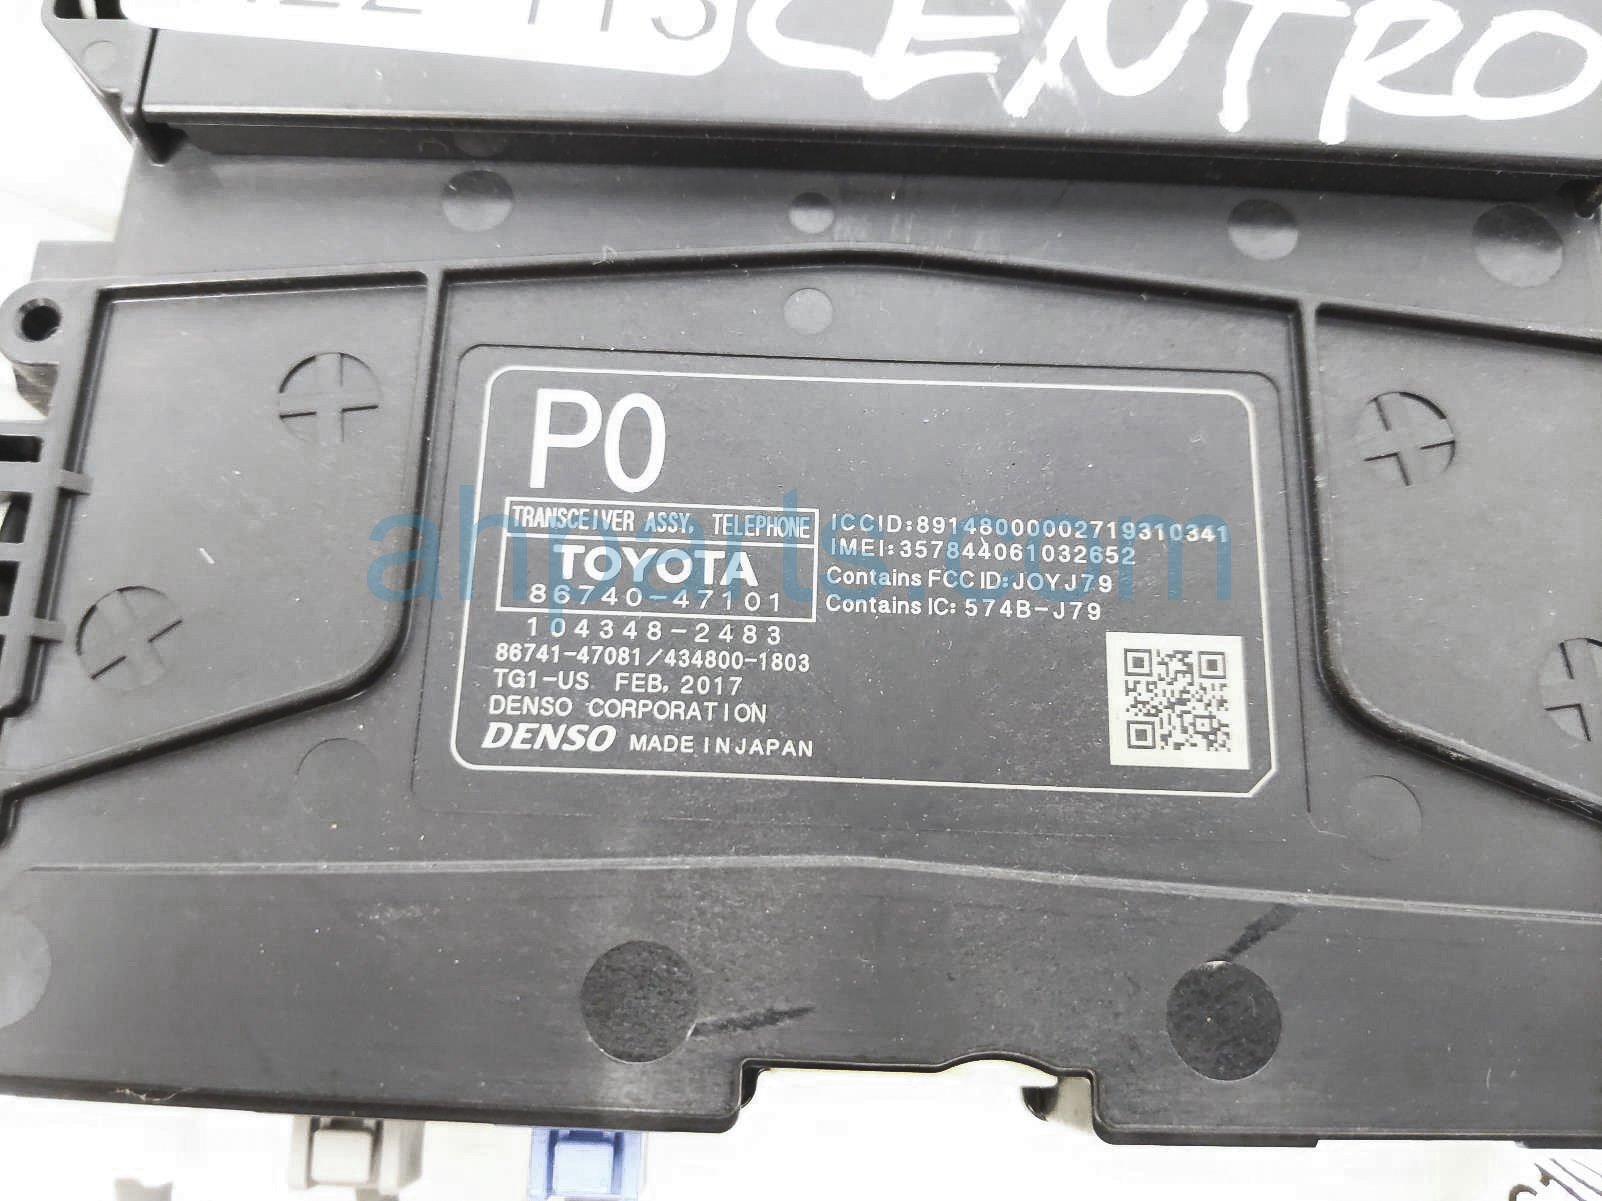 CENTRO
P0
TRANSCEIVER ASSY, TELEPHONE
TOYOTA
86740-47101
104348-2483
86741-47081/434800-1803
TG1-US FEB, 2017
DENSO CORPORATION
DENSO MADE IN JAPAN
ICCID:89148000002719310341
IMEI:357844061032652
Contains FCC ID:JOYJ79
Contains IC: 574B-J79
ahparts.com